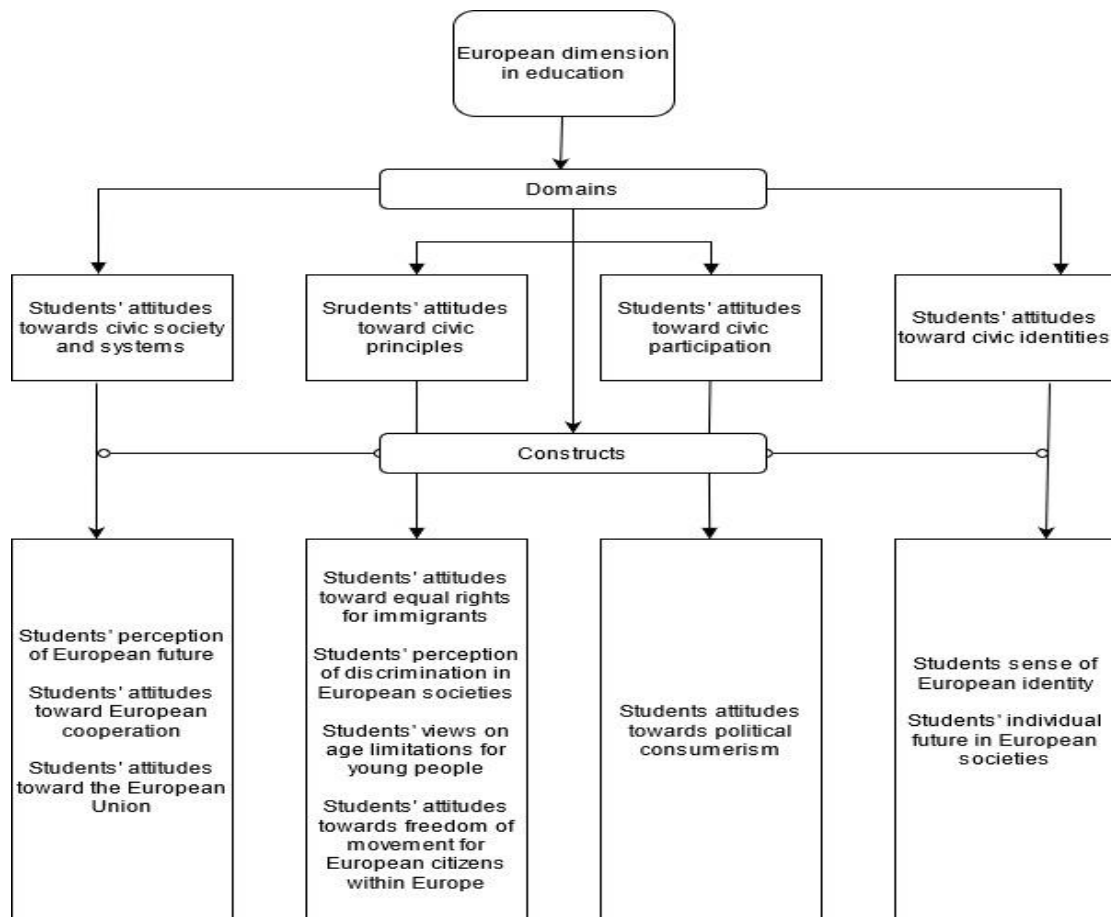 European dimension
in education
Domains
Students' attitudes
towards civic society
and systems
Srudents' attitudes
toward civic
principles
Students' attitudes
toward civic
participation
Students' attitudes
toward civic identities
Constructs
Students' perception
of European future
Students' attitudes
toward European
cooperation
Students' attitudes
toward the European
Union
Students' attitudes
toward equal rights
for immigrants
Students' perception
of discrimination in
European societies
Students' views on
age limitations for
young people
Students' attitudes
towards freedom of
movement for
European citizens
within Europe
Students attitudes
towards political
consumerism
Students sense of
European identity
Students' individual
future in European
societies